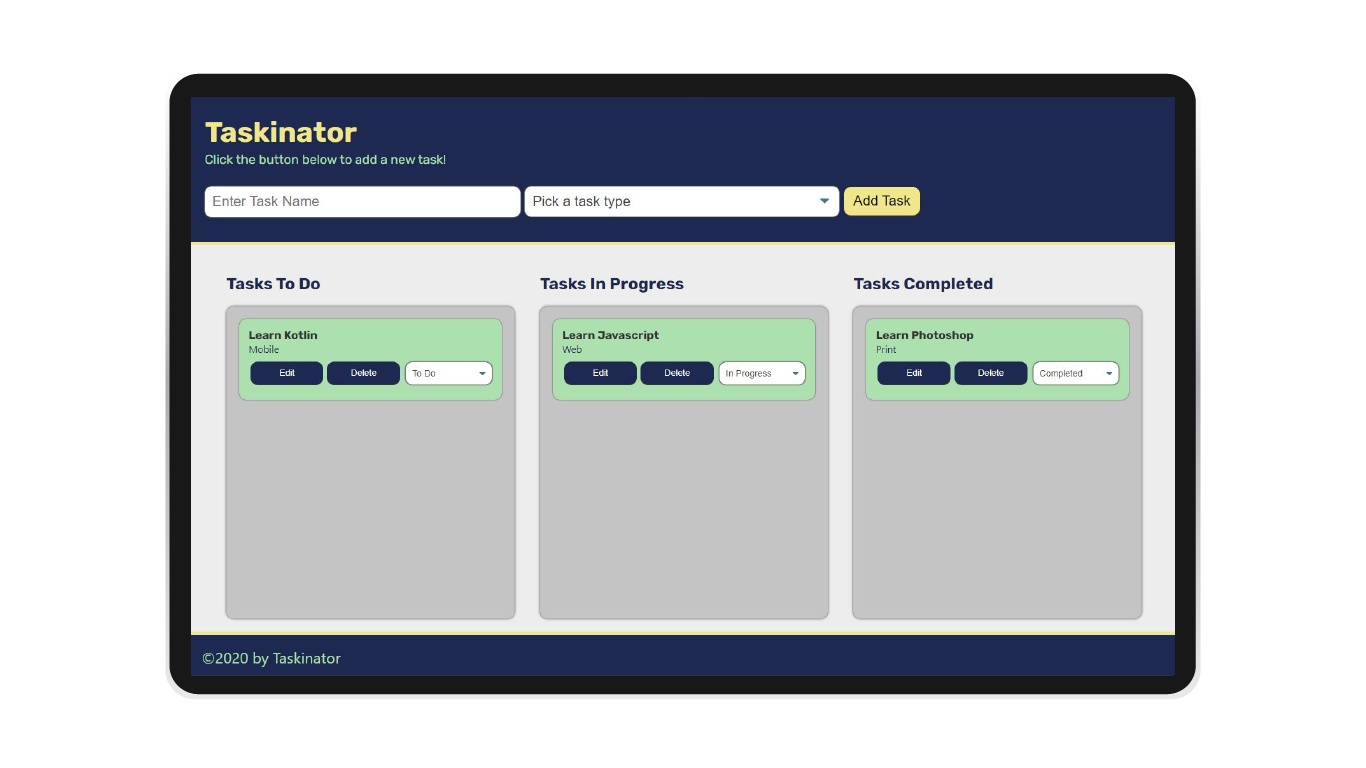 Taskinator
Click the button below to add a new task!
Enter Task Name
Pick a task type
Add Task
Tasks To Do
Learn Kotlin
Mobile
Edit
Delete
To Do
Tasks In Progress
Learn Javascript
Web
Edit
Delete
In Progress
Tasks Completed
Learn Photoshop
Print
Edit
Delete
Completed
©2020 by Taskinator